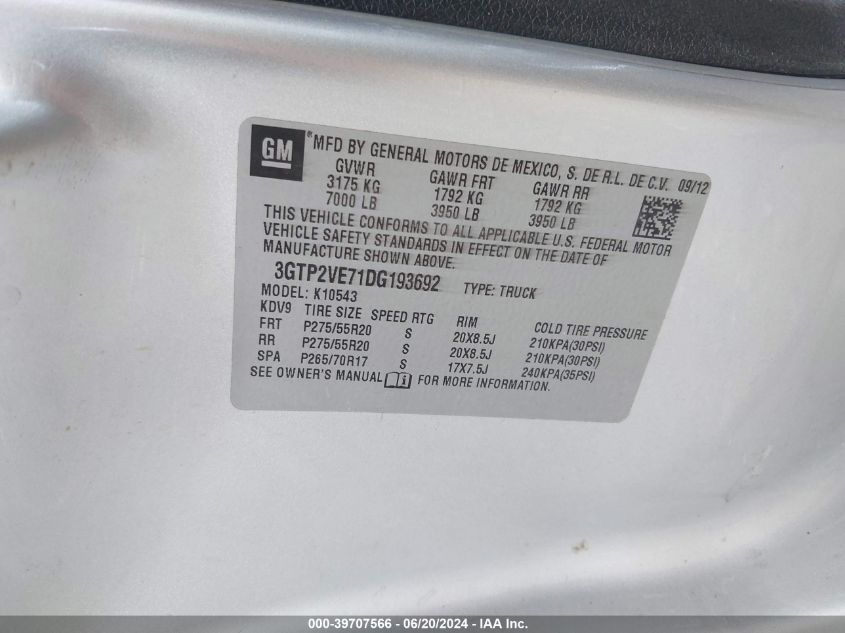 GM ®MFD BY GENERAL MOTORS DE MEXICO, S. DE R.L. DE C.V. 09/12
GVWR GAWR FRT GAWR RR
3175 KG 1792 KG 1792 KG
7000 LB 3950 LB 3950 LB
THIS VEHICLE CONFORMS TO ALL APPLICABLE U.S. FEDERAL MOTOR
VEHICLE SAFETY STANDARDS IN EFFECT ON THE DATE OF
MANUFACTURE SHOWN ABOVE.
3GTP2VE71DG193692 TYPE: TRUCK
MODEL: K10543
KDV9 TIRE SIZE SPEED RTG RIM COLD TIRE PRESSURE
FRT P275/55R20 S 20X8.5J 210KPA(30PSI)
RR P275/55R20 S 20X8.5J 210KPA(30PSI)
SPA P265/70R17 S 17X7.5J 240KPA(35PSI)
SEE OWNER'S MANUAL FOR MORE INFORMATION.
000-39707566 - 06/20/2024 - IAA Inc.